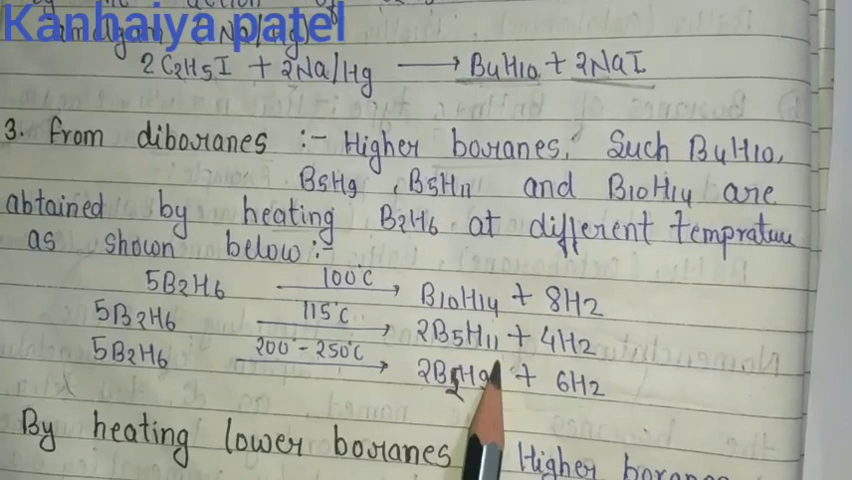 Kanhaiya patel
2C2H5I + 2Na/Hg → B4H10 + 2NaI
3. From diboranes :- Higher boranes, Such B4H10,
B5H9, B5H11 and B10H14 are
abtained by heating B2H6 at different temprature
as shown below:-
5B2H6 100°C → B10H14 + 8H2
5B2H6 115°C → 2B5H11 + 4H2
5B2H6 200° - 250°C → 2B5H9 + 6H2
By heating lower boranes Higher